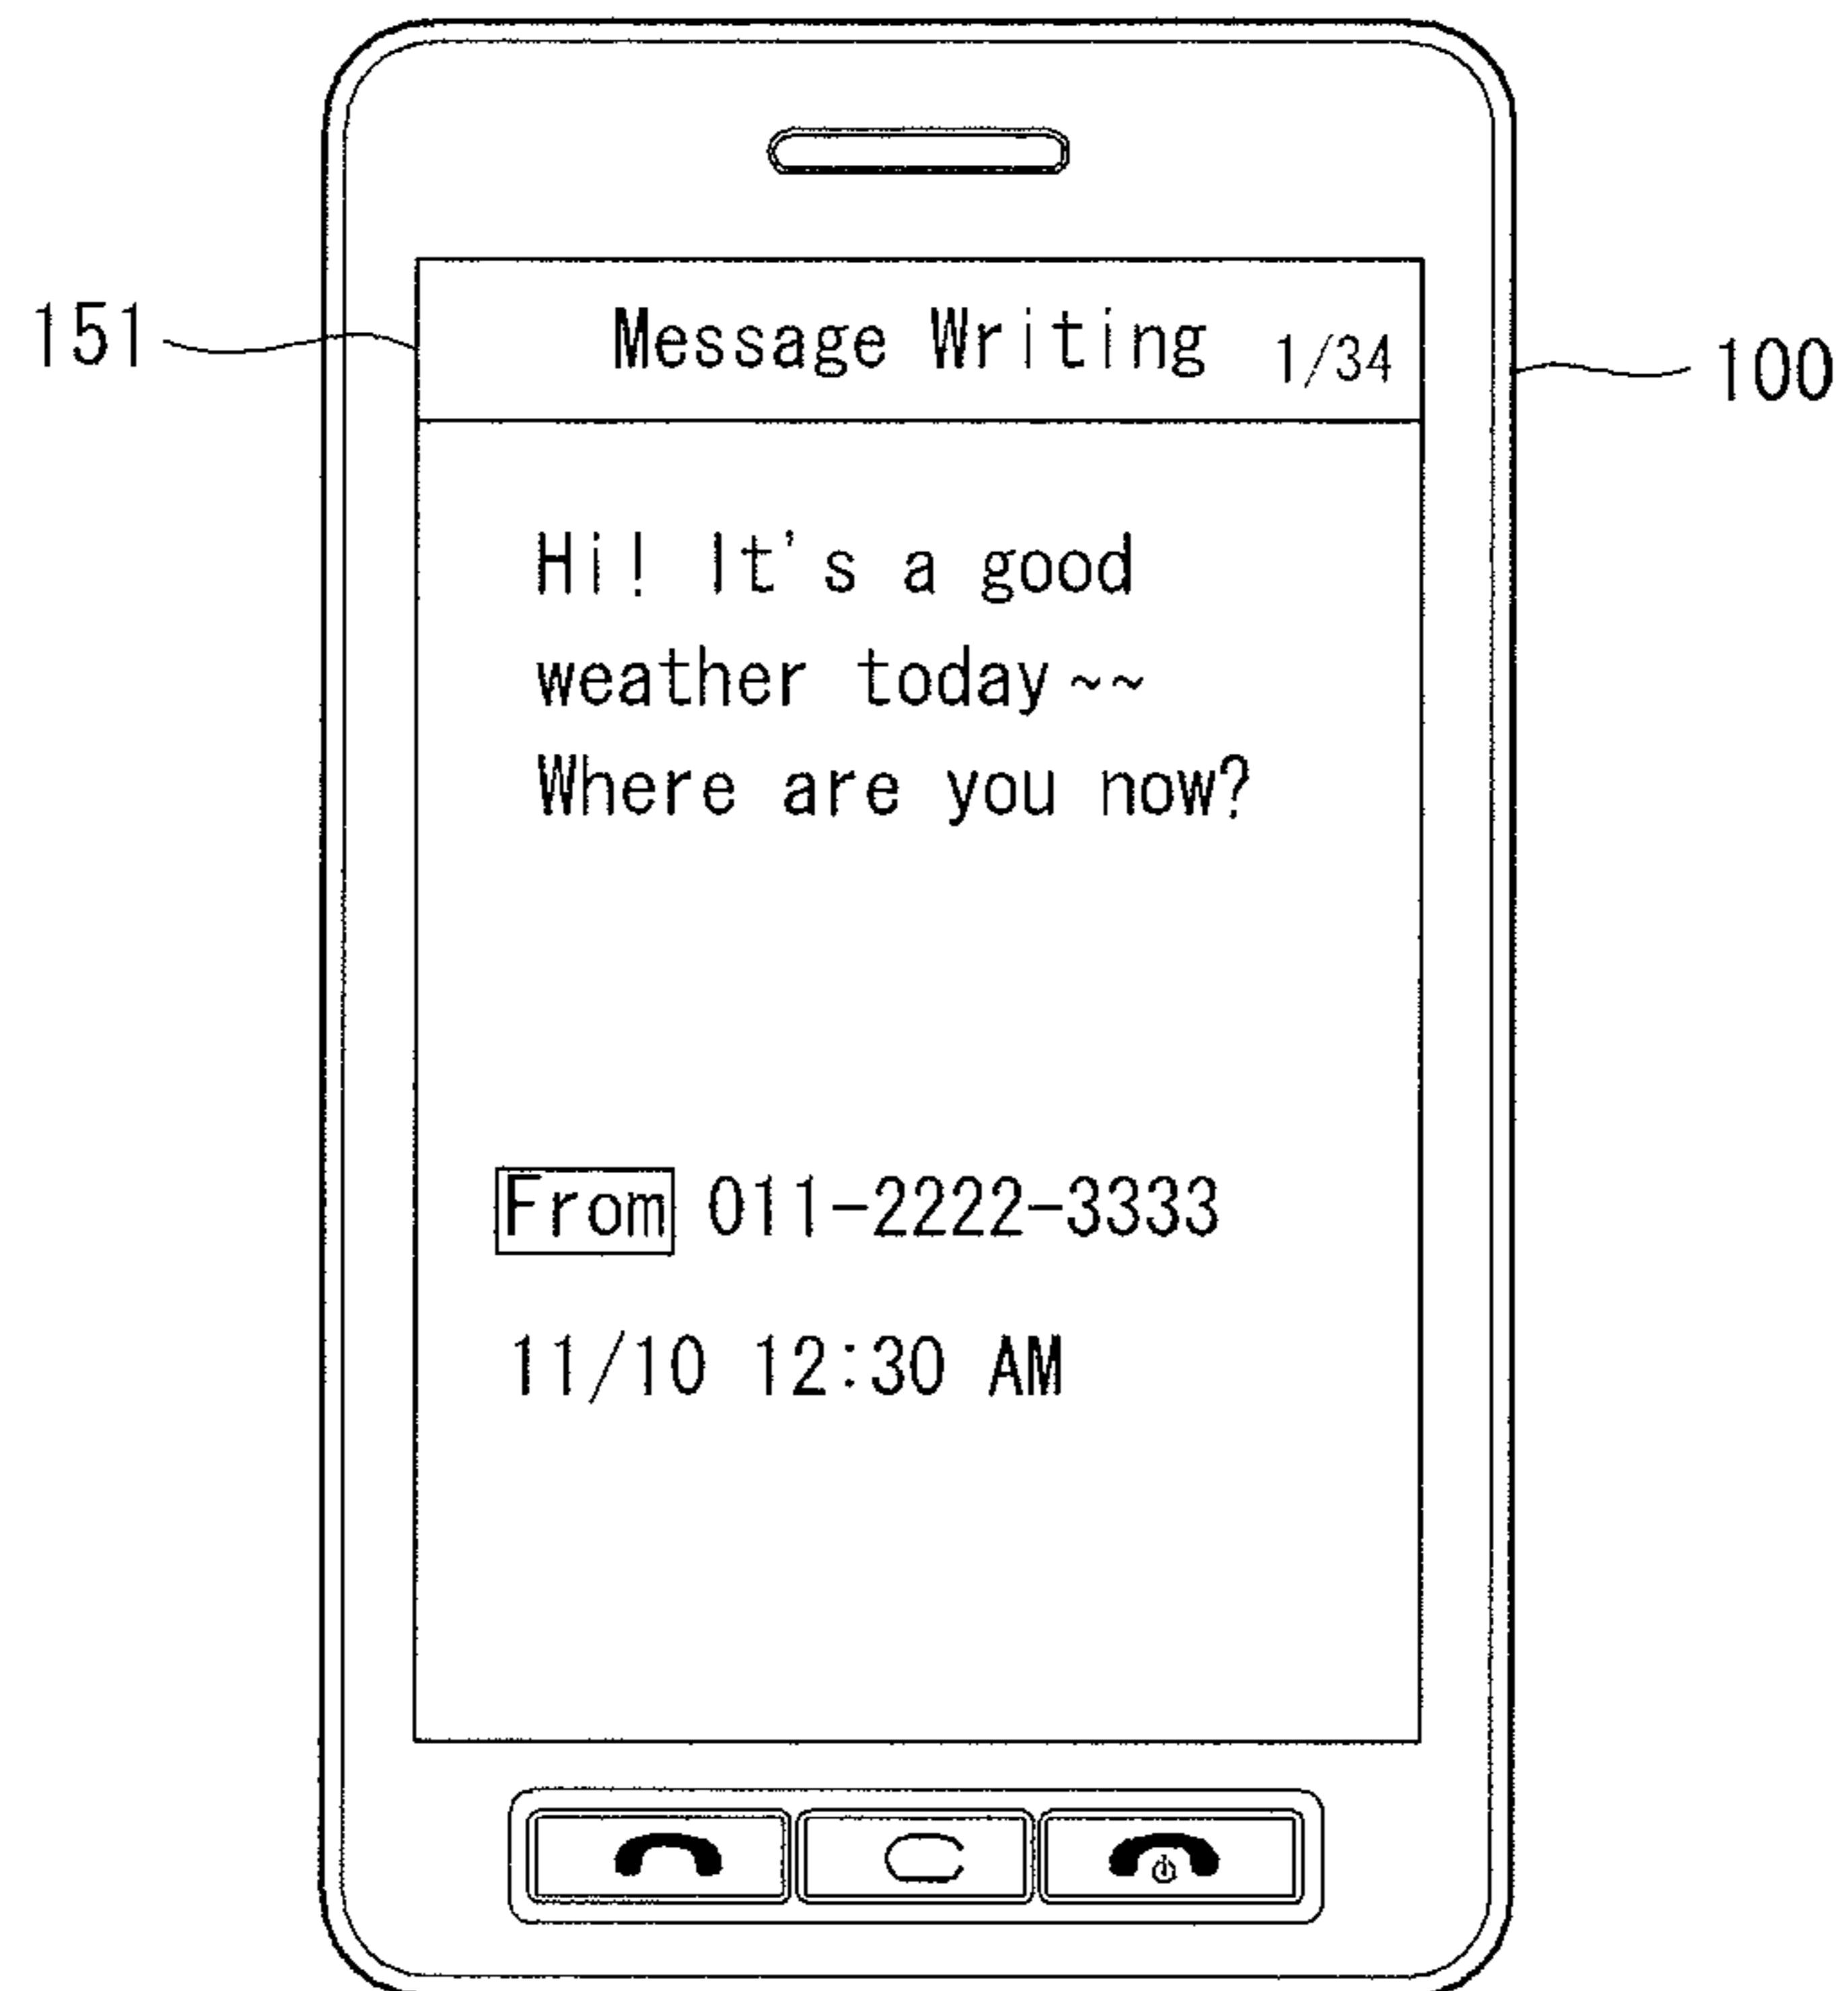 Message Writing 1/34
151
100
Hi! It's a good
weather today~~
Where are you now?
From 011-2222-3333
11/10 12:30 AM